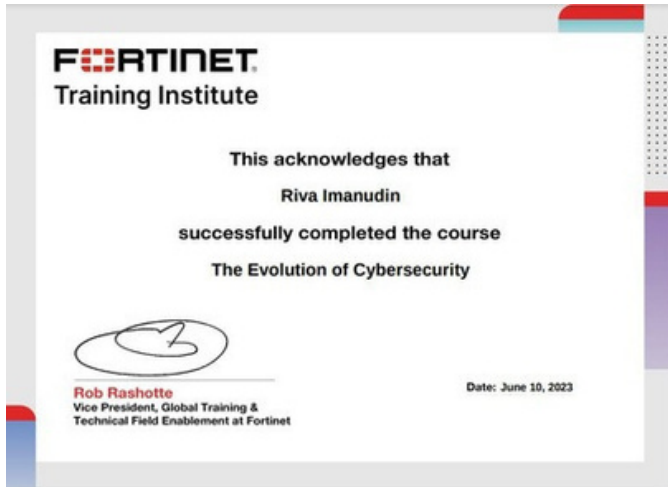 FORTINET
Training Institute
This acknowledges that
Riva Imanudin
successfully completed the course
The Evolution of Cybersecurity
Rob Rashotte
Vice President, Global Training &
Technical Field Enablement at Fortinet
Date: June 10, 2023